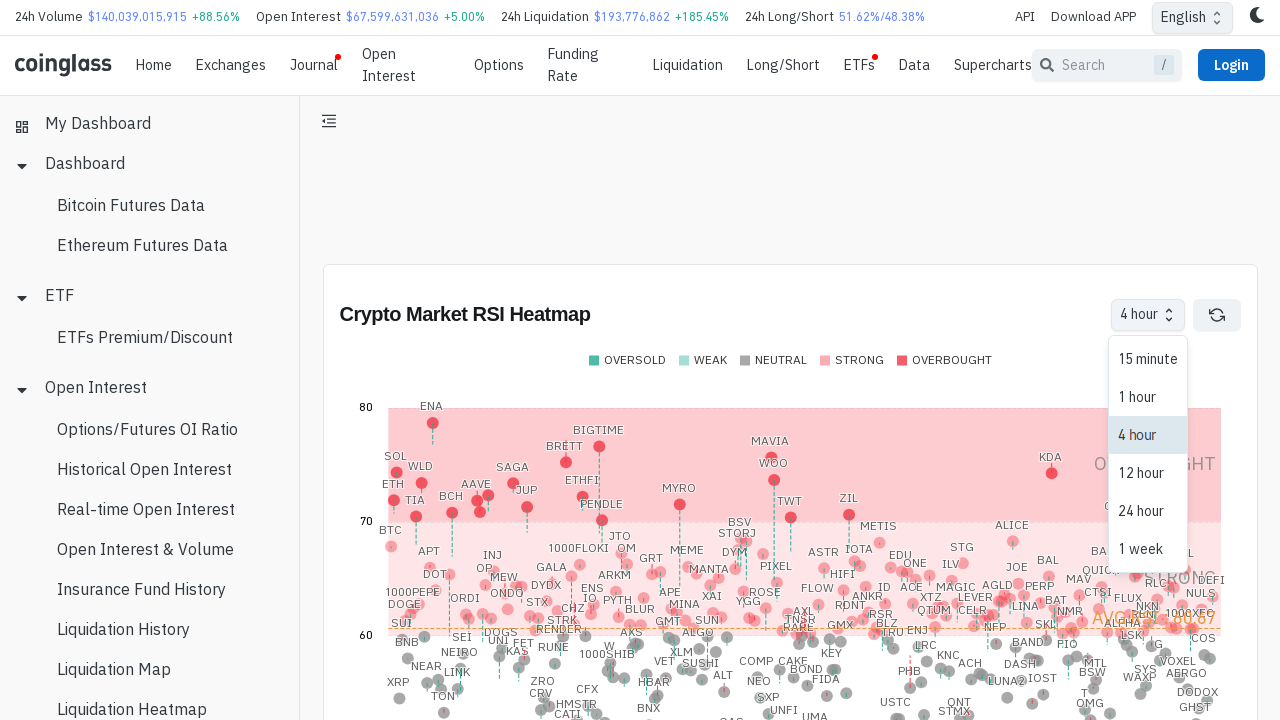 24h Volume $140,039,015,915 +88.56% Open Interest $67,599,631,036 +5.00% 24h Liquidation $193,776,862 +185.45% 24h Long/Short 51.62%/48.38% API Download APP English
coinglass Home Exchanges Journal Open Interest Options Funding Rate Liquidation Long/Short ETFs Data Supercharts Search / Login
My Dashboard
Dashboard
Bitcoin Futures Data
Ethereum Futures Data
ETF
ETFs Premium/Discount
Open Interest
Options/Futures OI Ratio
Historical Open Interest
Real-time Open Interest
Open Interest & Volume
Insurance Fund History
Liquidation History
Liquidation Map
Liquidation Heatmap
Crypto Market RSI Heatmap 4 hour
15 minute
1 hour
4 hour
12 hour
24 hour
1 week
OVERSOLD WEAK NEUTRAL STRONG OVERBOUGHT
80
ENA
BIGTIME
BRETT MAVIA
SOL WLD SAGA WOO KDA
ETH AAVE ETHFI MYRO
TIA BCH JUP PENDLE TWT ZIL
70
BTC JTO BSV STORJ METIS ALICE
APT INJ 1000FLOKI OM GRT MEME DYM ASTR IOTA EDU STG
DOT OP MEW GALA ARKM MANTA PIXEL HIFI ONE ILV JOE BAL
1000PEPE ORDI ONDO DYDX ENS IO APE XAI ROSE FLOW ID ACE MAGIC AGLD PERP MAV CTSI RLC DEFI
DOGE STX CHZ PYTH BLUR MINA YGG RDNT ANKR XTZ LEVER LINA BAT FLUX NKN NULS
SUI STRK GMT SUN AXL TNSR RSR QTUM CELR NMR ALPHA 1000XEC
60
BNB SEI DOGS RENDER AXS ALGO RARE GMX BLZ TRU ENJ NFP SKL FIO LSK COS
NEIRO UNI FET KAS RUNE 1000SHIB XLM KEY LRC BAND
NEAR LINK VET SUSHI COMP CAKE BOND PHB KNC ACH DASH MTL BSW SYS VOXEL
XRP ZRO HBAR ALT NEO FIDA LUNA2 IOST WAXP AERGO
TON CRV CFX SXP USTC ONT OMG DODOX
HMSTR BNX UNFI UMA STMX GHST
CATI